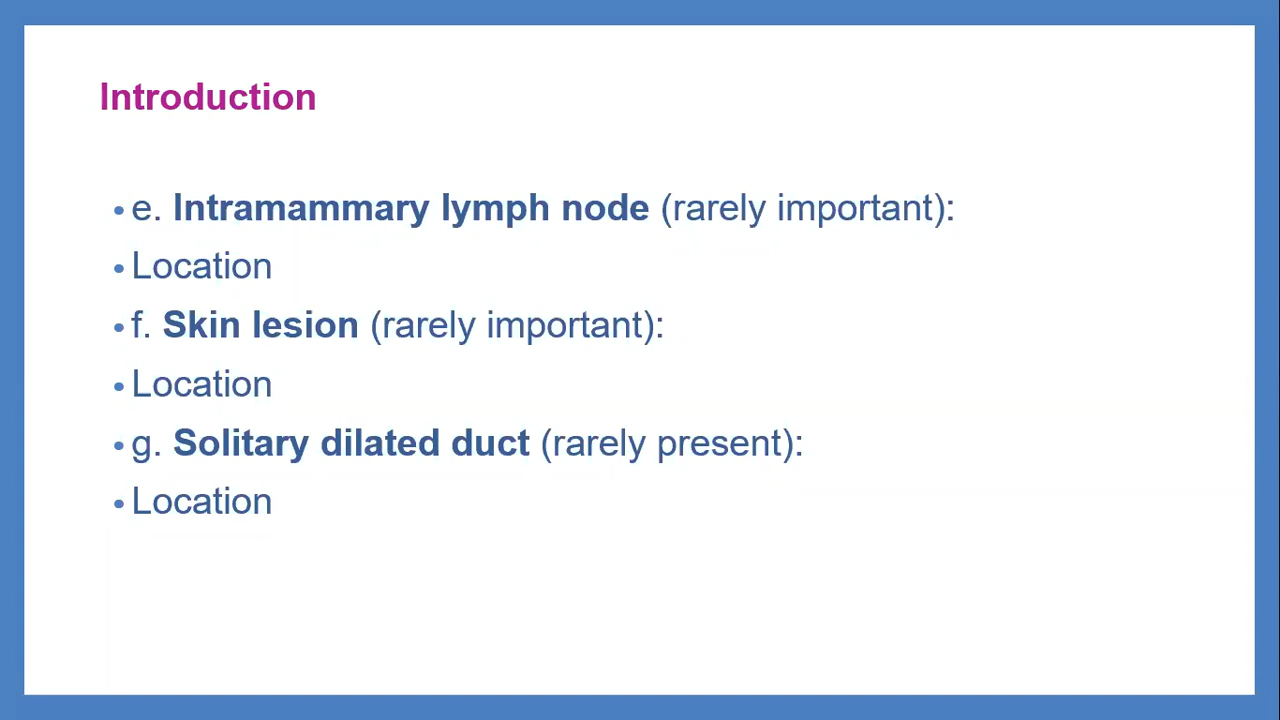 Introduction
• e. Intramammary lymph node (rarely important):
• Location
• f. Skin lesion (rarely important):
• Location
• g. Solitary dilated duct (rarely present):
• Location